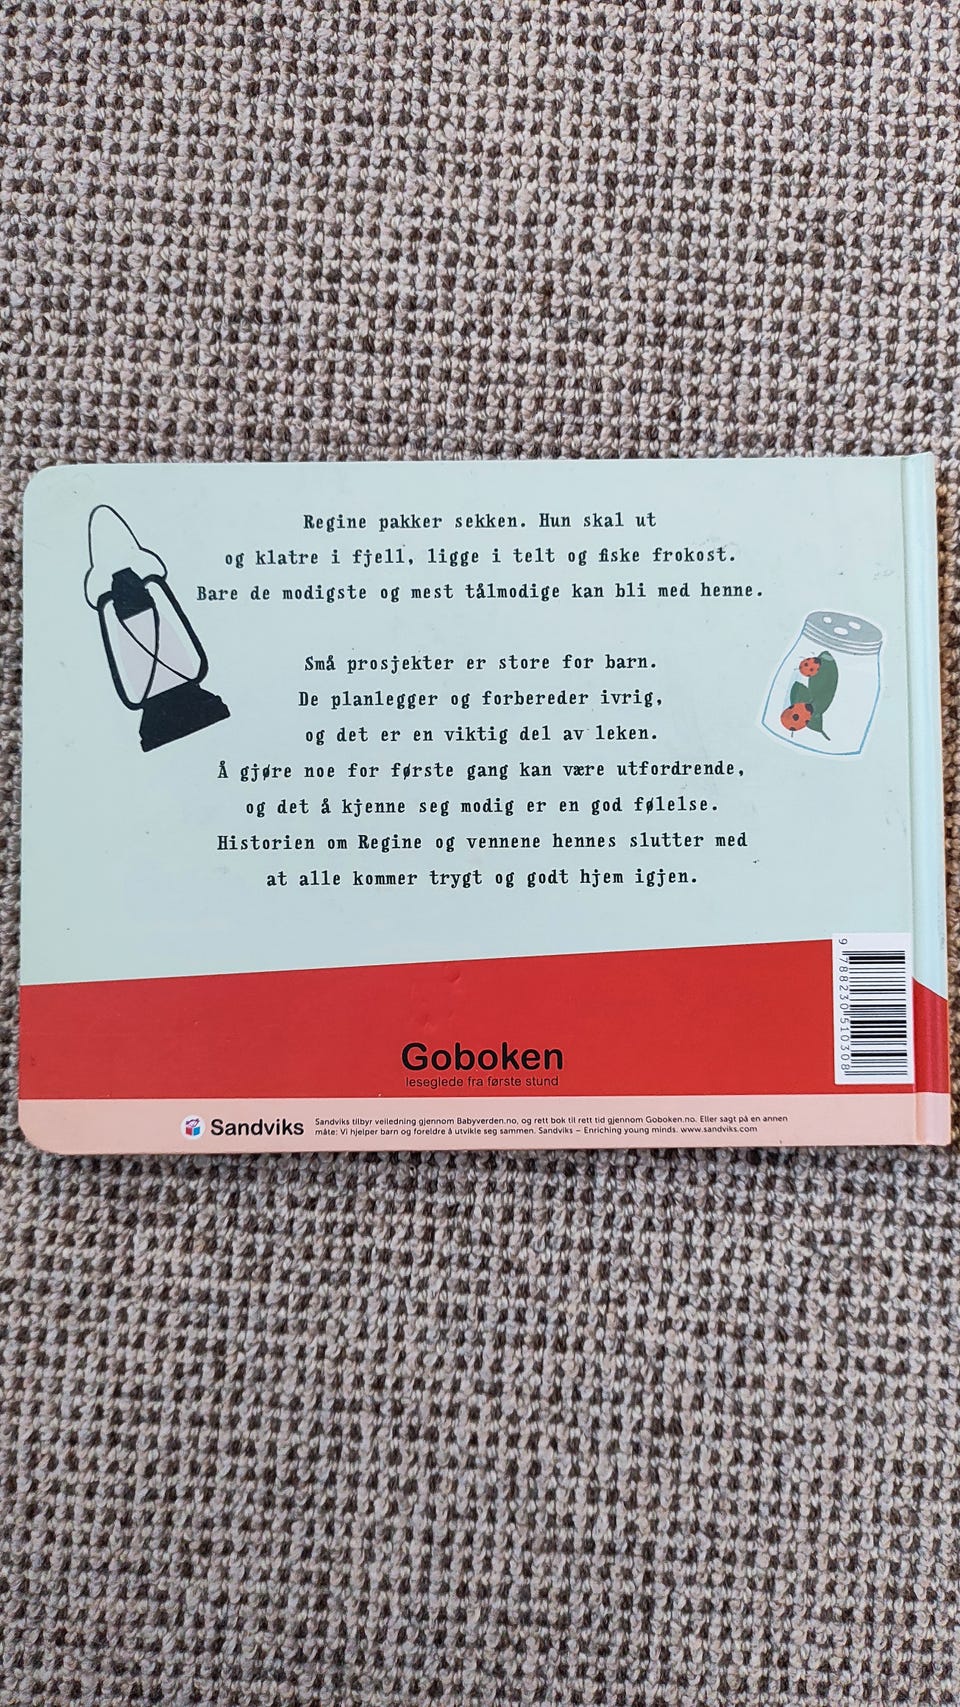 Regine pakker sekken. Hun skal ut
og klatre i fjell, ligge i telt og fiske frokost.
Bare de modigste og mest tålmodige kan bli med henne.
Små prosjekter er store for barn.
De planlegger og forbereder ivrig,
og det er en viktig del av leken.
Å gjøre noe for første gang kan være utfordrende,
og det å kjenne seg modig er en god følelse.
Historien om Regine og vennene hennes slutter med
at alle kommer trygt og godt hjem igjen.
9 788230 510308
Goboken
leseglede fra første stund
Sandviks
Sandviks tilbyr veiledning gjennom Babyverden.no, og rett bok til rett tid gjennom Goboken.no. Eller sagt på en annen
måte: Vi hjelper barn og foreldre å utvikle seg sammen. Sandviks – Enriching young minds. www.sandviks.com